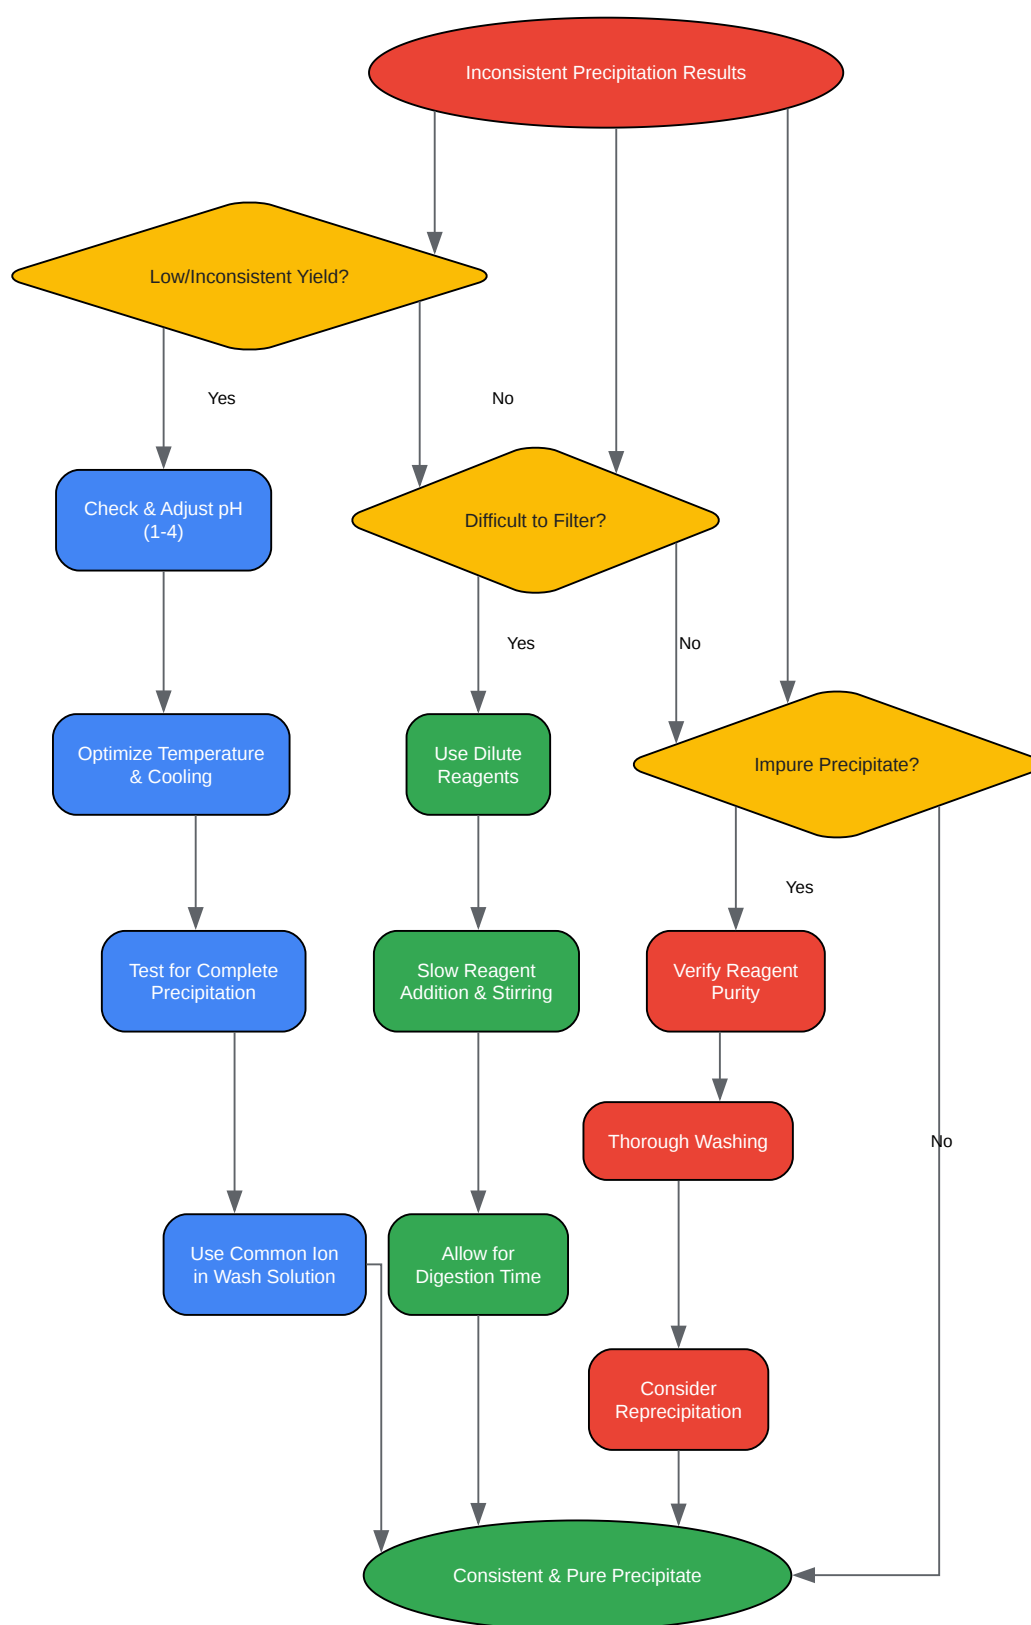 Inconsistent Precipitation Results
Low/Inconsistent Yield?
Yes
No
Check & Adjust pH
(1-4)
Difficult to Filter?
Yes
No
Optimize Temperature
& Cooling
Use Dilute
Reagents
Impure Precipitate?
Yes
Test for Complete
Precipitation
Slow Reagent
Addition & Stirring
Verify Reagent
Purity
Thorough Washing
No
Use Common Ion
in Wash Solution
Allow for
Digestion Time
Consider
Reprecipitation
Consistent & Pure Precipitate